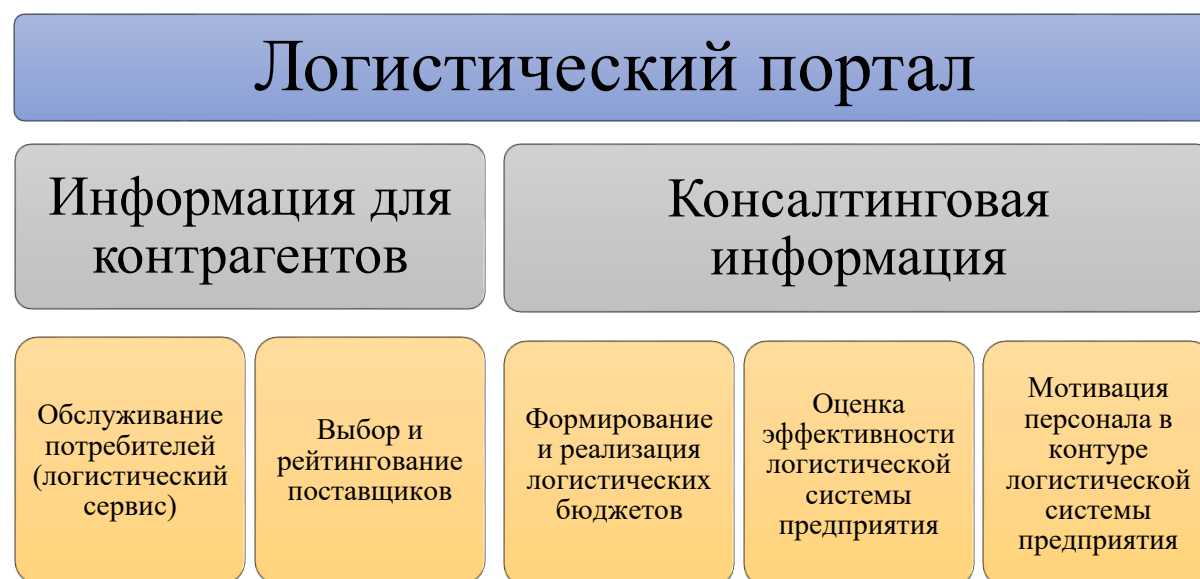 Логистический портал
Информация для
контрагентов
Консалтинговая
информация
Обслуживание
потребителей
(логистический
сервис)
Выбор и
рейтингование
поставщиков
Формирование
и реализация
логистических
бюджетов
Оценка
эффективности
логистической
системы
предприятия
Мотивация
персонала в
контуре
логистической
системы
предприятия